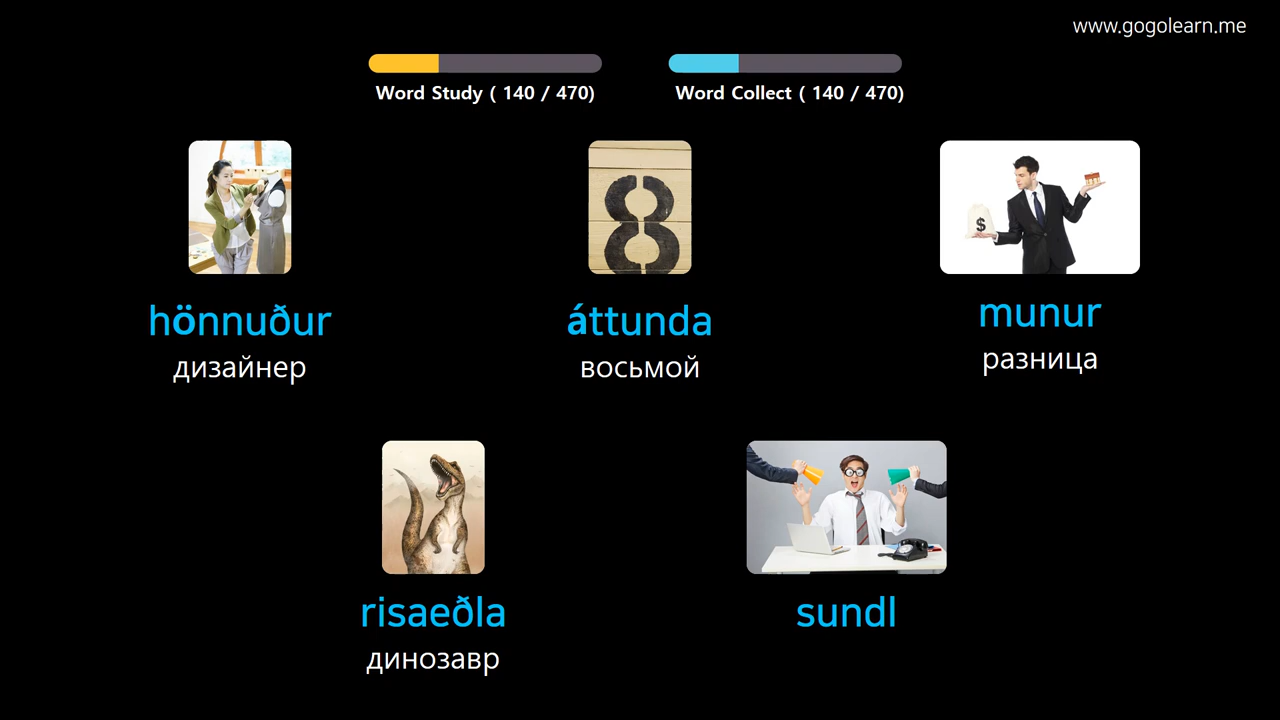 www.gogolearn.me
Word Study ( 140 / 470)
Word Collect ( 140 / 470)
8
$
hönnuður
дизайнер
áttunda
восьмой
munur
разница
risaeðla
динозавр
sundl